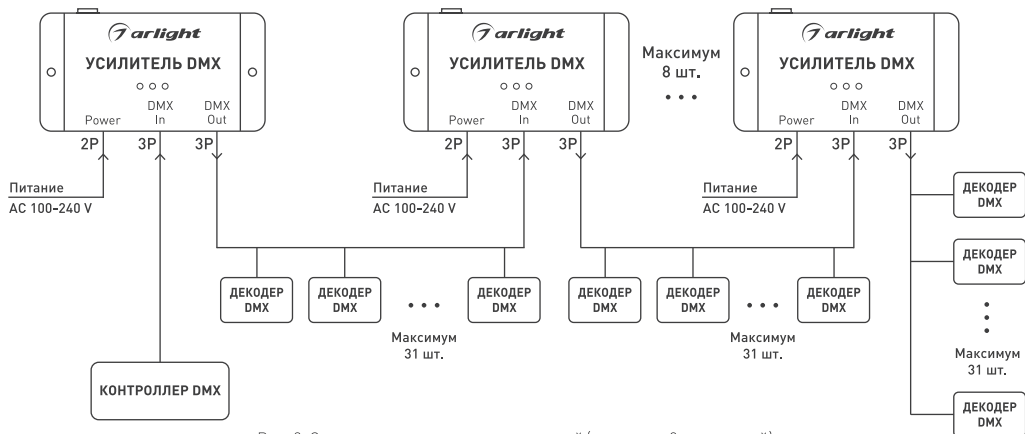 arlight
УСИЛИТЕЛЬ DMX
Power
DMX In
DMX Out
2P
3P
3P
Питание
AC 100-240 V
arlight
УСИЛИТЕЛЬ DMX
Power
DMX In
DMX Out
2P
3P
3P
Питание
AC 100-240 V
Максимум
8 шт.
arlight
УСИЛИТЕЛЬ DMX
Power
DMX In
DMX Out
2P
3P
3P
Питание
AC 100-240 V
ДЕКОДЕР
DMX
ДЕКОДЕР
DMX
ДЕКОДЕР
DMX
Максимум
31 шт.
ДЕКОДЕР
DMX
ДЕКОДЕР
DMX
ДЕКОДЕР
DMX
Максимум
31 шт.
ДЕКОДЕР
DMX
ДЕКОДЕР
DMX
Максимум
31 шт.
ДЕКОДЕР
DMX
КОНТРОЛЛЕР DMX